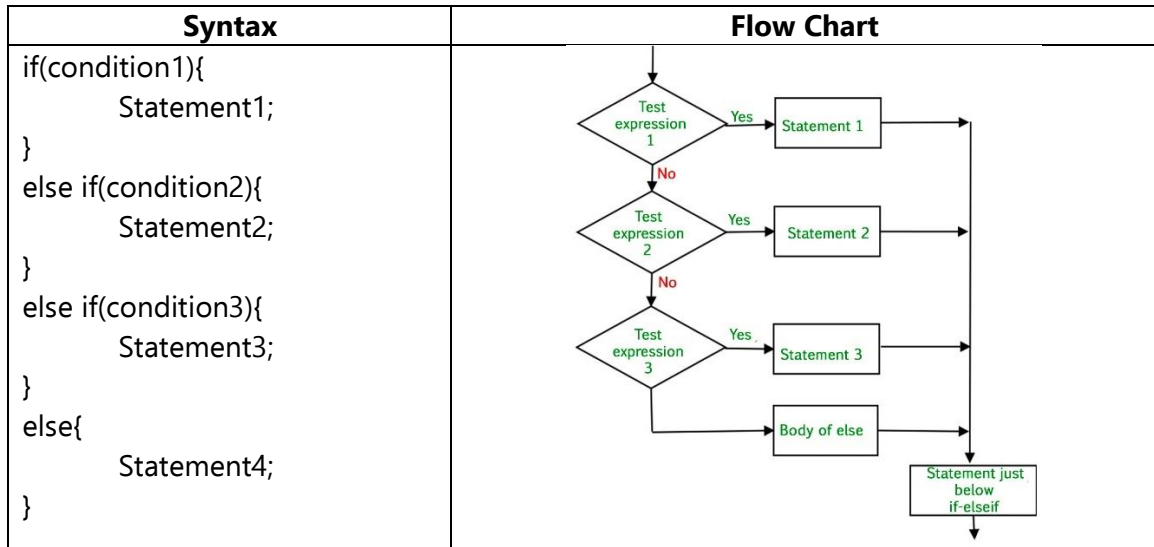 Syntax
if(condition1){
Statement1;
}
else if(condition2){
Statement2;
}
else if(condition3){
Statement3;
}
else{
Statement4;
}
Flow Chart
Test
expression
1
Yes
Statement 1
No
Test
expression
2
Yes
Statement 2
No
Test
expression
3
Yes
Statement 3
Body of else
Statement just
below
if-elseif